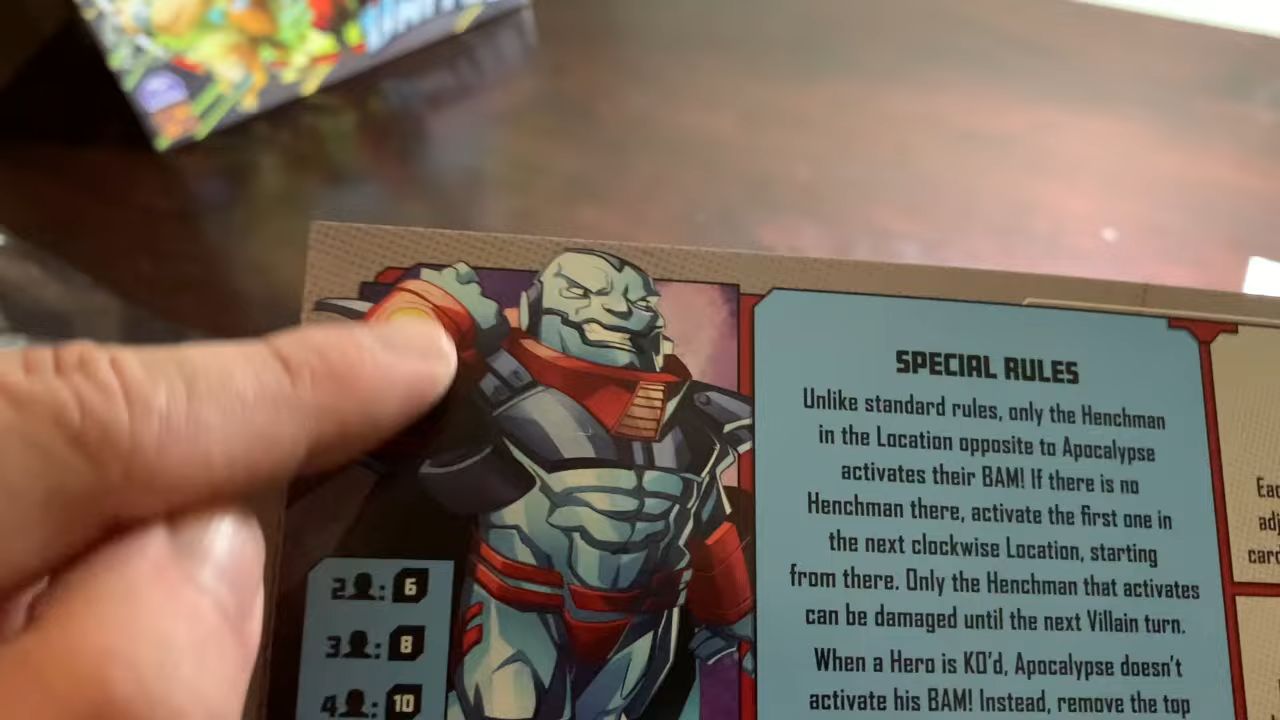 SPECIAL RULES
Unlike standard rules, only the Henchman
in the Location opposite to Apocalypse
activates their BAM! If there is no
Henchman there, activate the first one in
the next clockwise Location, starting
from there. Only the Henchman that activates
can be damaged until the next Villain turn.
When a Hero is KO'd, Apocalypse doesn't
activate his BAM! Instead, remove the top
2 : 6
3 : 8
4 : 10